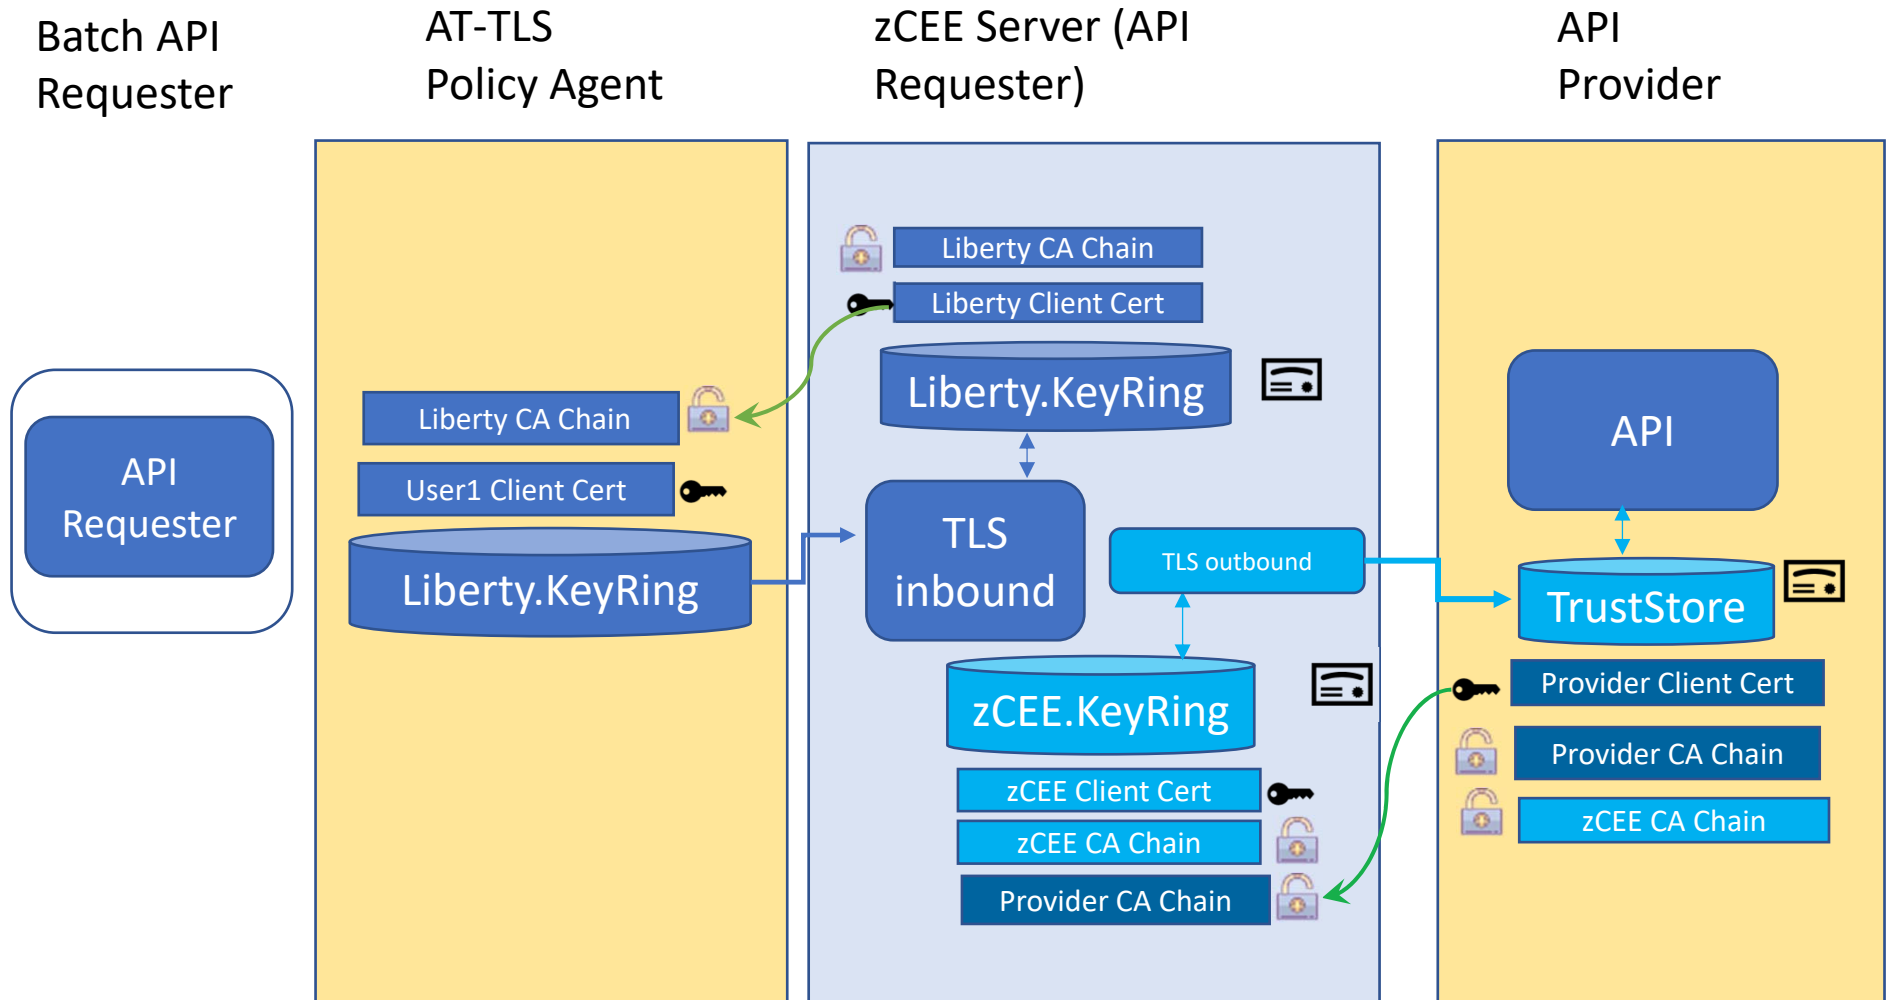 Batch API
Requester
AT-TLS
Policy Agent
zCEE Server (API
Requester)
API
Provider
API
Requester
Liberty CA Chain
User1 Client Cert
Liberty.KeyRing
Liberty CA Chain
Liberty Client Cert
Liberty.KeyRing
TLS
inbound
TLS outbound
zCEE.KeyRing
zCEE Client Cert
zCEE CA Chain
Provider CA Chain
API
TrustStore
Provider Client Cert
Provider CA Chain
zCEE CA Chain